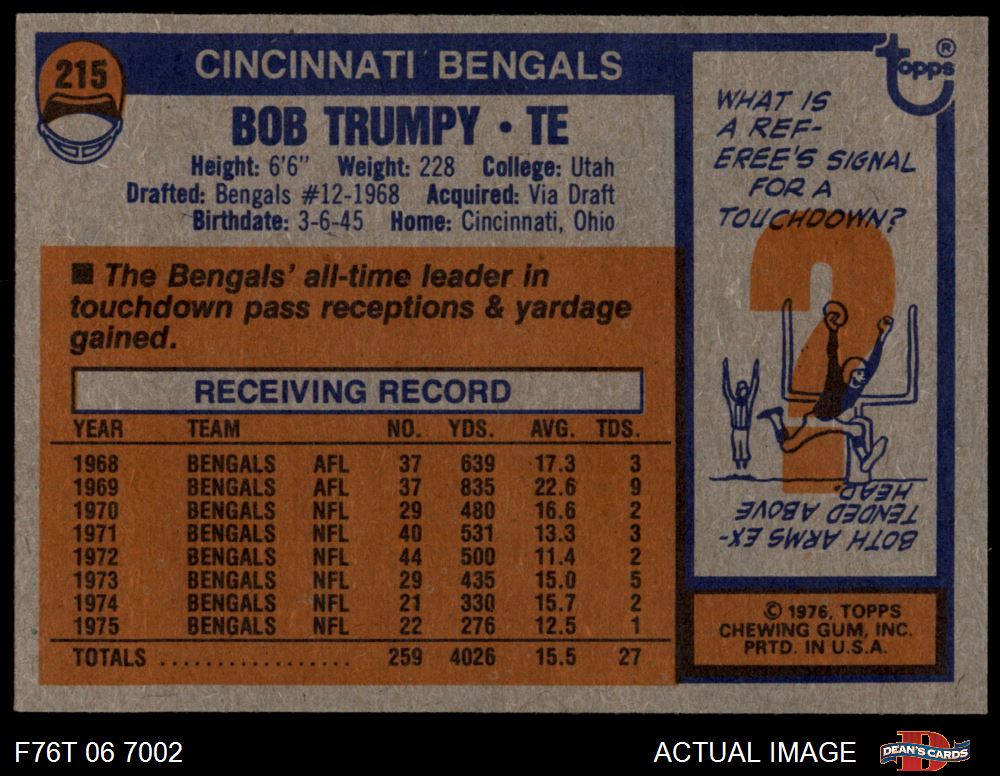 215
CINCINNATI BENGALS
BOB TRUMPY • TE
Height: 6'6" Weight: 228 College: Utah
Drafted: Bengals #12-1968 Acquired: Via Draft
Birthdate: 3-6-45 Home: Cincinnati, Ohio
■ The Bengals' all-time leader in
touchdown pass receptions & yardage
gained.
RECEIVING RECORD
YEAR TEAM NO. YDS. AVG. TDS.
1968 BENGALS AFL 37 639 17.3 3
1969 BENGALS AFL 37 835 22.6 9
1970 BENGALS NFL 29 480 16.6 2
1971 BENGALS NFL 40 531 13.3 3
1972 BENGALS NFL 44 500 11.4 2
1973 BENGALS NFL 29 435 15.0 5
1974 BENGALS NFL 21 330 15.7 2
1975 BENGALS NFL 22 276 12.5 1
TOTALS .................. 259 4026 15.5 27
topps®
WHAT IS
A REF-
EREE'S SIGNAL
FOR A
TOUCHDOWN?
?
BOTH ARMS EX-
TENDED ABOVE
HEAD.
© 1976, TOPPS
CHEWING GUM, INC.
PRTD. IN U.S.A.
F76T 06 7002
ACTUAL IMAGE
D
DEAN'S CARDS